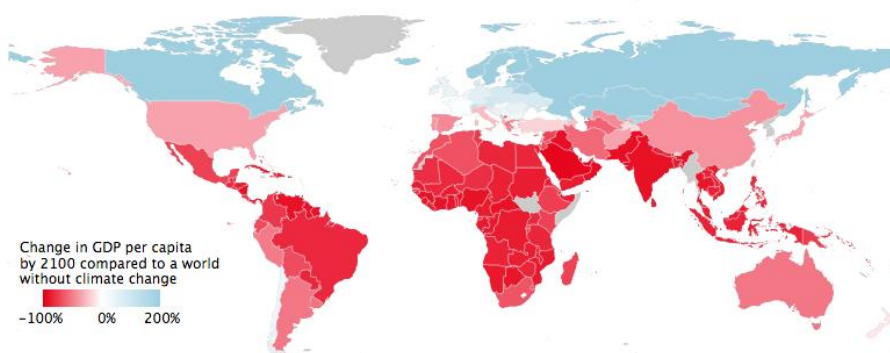 Change in GDP per capita
by 2100 compared to a world
without climate change
-100% 0% 200%